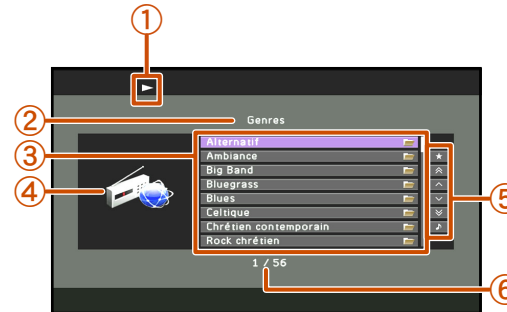 ①
②
Genres
③
Alternatif
Ambiance
Big Band
Bluegrass
Blues
Celtique
Chrétien contemporain
Rock chrétien
④
⑤
1 / 56
⑥